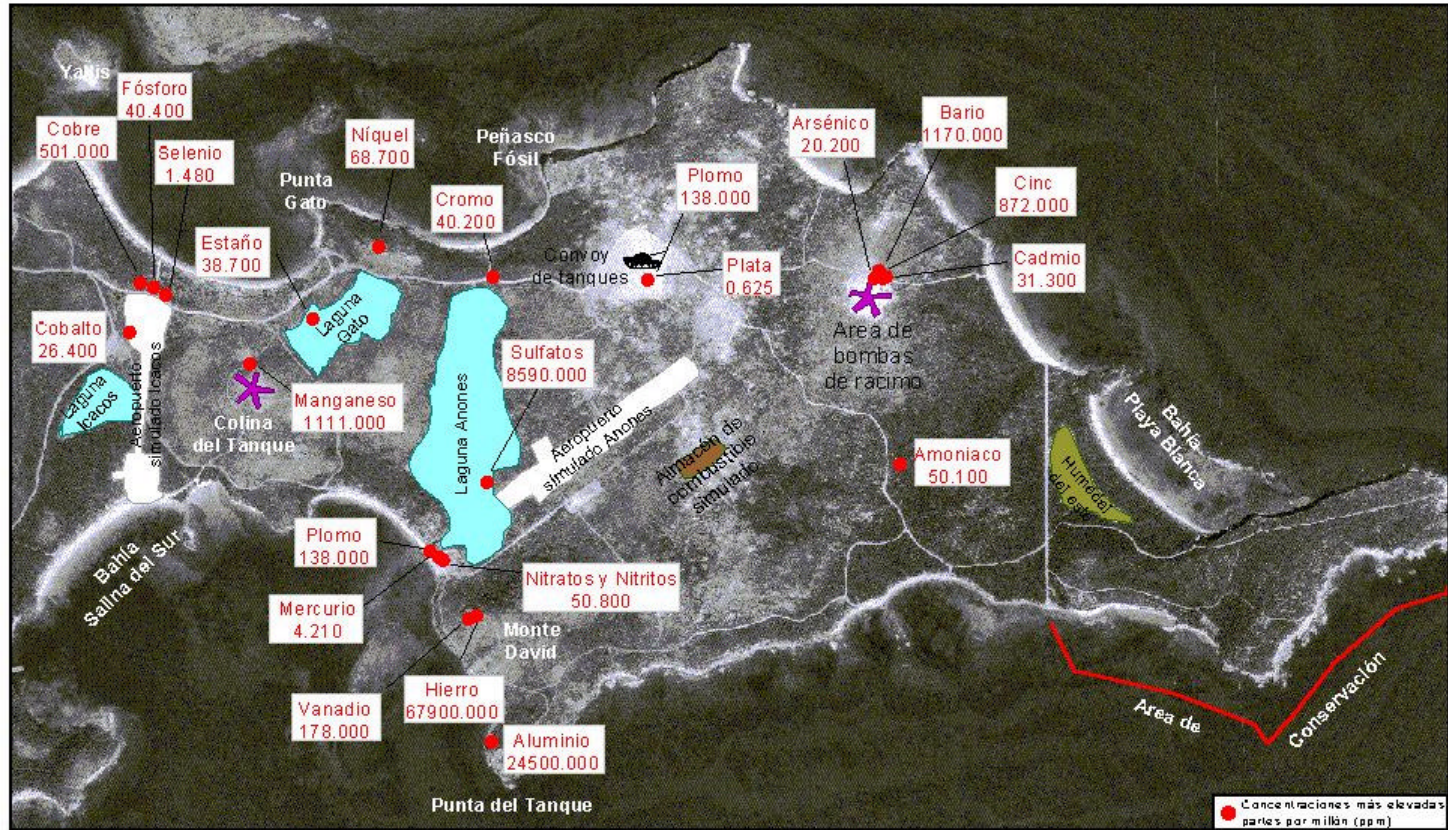 Yallis
Fósforo
40.400
Cobre
501.000
Selenio
1.480
Níquel
68.700
Punta
Gato
Peñasco
Fósil
Cromo
40.200
Estaño
38.700
Plomo
138.000
Convoy
de tanques
Plata
0.625
Arsénico
20.200
Bario
1170.000
Cinc
872.000
Cadmio
31.300
Area de
bombas
de racimo
Cobalto
26.400
Laguna
Icacos
Aeropuerto
simulado Icacos
Laguna
Gato
Manganeso
1111.000
Colina
del Tanque
Laguna Anones
Sulfatos
8590.000
Aeropuerto
simulado Anones
Almacén de
combustible
simulado
Amoniaco
50.100
Humedal
del este
Bahía
Playa Blanca
Bahía
Salina del Sur
Plomo
138.000
Mercurio
4.210
Nitratos y Nitritos
50.800
Monte
David
Vanadio
178.000
Hierro
67900.000
Aluminio
24500.000
Punta del Tanque
Area de
Conservación
Concentraciones más elevadas
partes por millón (ppm)